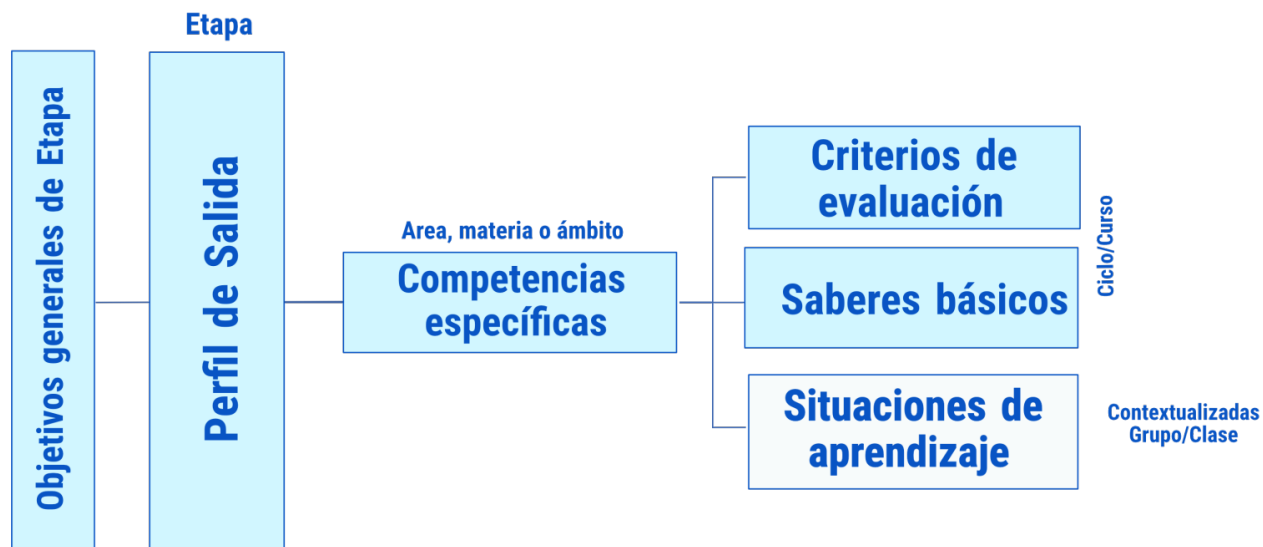 Objetivos generales de Etapa
Etapa
Perfil de Salida
Area, materia o ámbito
Competencias
específicas
Criterios de
evaluación
Saberes básicos
Ciclo/Curso
Situaciones de
aprendizaje
Contextualizadas
Grupo/Clase